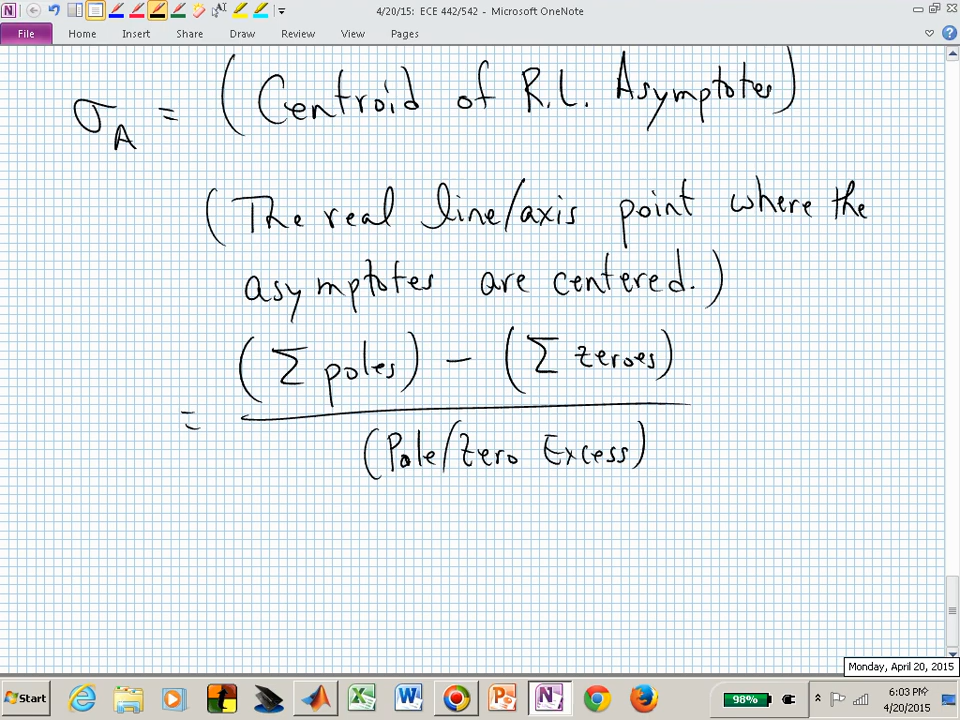 4/20/15: ECE 442/542 - Microsoft OneNote
File Home Insert Share Draw Review View Pages
σ_A = (Centroid of R.L. Asymptotes)
(The real line/axis point where the
asymptotes are centered.)
= (Σ poles) - (Σ zeroes)
(Pole/Zero Excess)
Monday, April 20, 2015
Start 98% 6:03 PM
4/20/2015